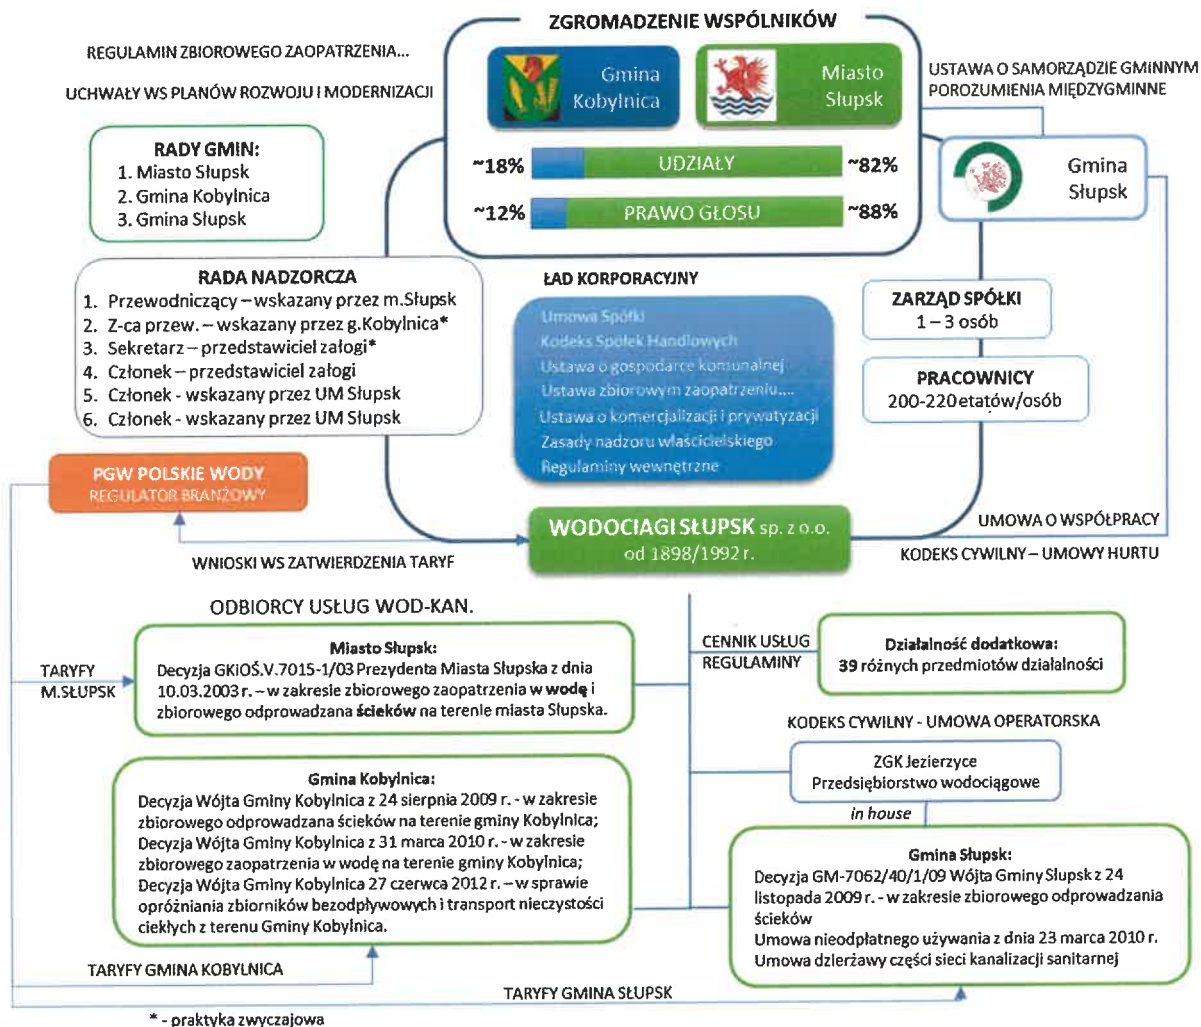 ZGROMADZENIE WSPÓLNIKÓW
Gmina
Kobylnica
Miasto
Słupsk
~18%
UDZIAŁY
~82%
~12%
PRAWO GŁOSU
~88%
REGULAMIN ZBIOROWEGO ZAOPATRZENIA...
UCHWAŁY WS PLANÓW ROZWOJU I MODERNIZACJI
USTAWA O SAMORZĄDZIE GMINNYM
POROZUMIENIA MIĘDZYGMINNE
RADY GMIN:
1. Miasto Słupsk
2. Gmina Kobylnica
3. Gmina Słupsk
Gmina
Słupsk
RADA NADZORCZA
1. Przewodniczący – wskazany przez m.Słupsk
2. Z-ca przew. – wskazany przez g.Kobylnica*
3. Sekretarz – przedstawiciel załogi*
4. Członek – przedstawiciel załogi
5. Członek - wskazany przez UM Słupsk
6. Członek - wskazany przez UM Słupsk
ŁAD KORPORACYJNY
Umowa Spółki
Kodeks Spółek Handlowych
Ustawa o gospodarce komunalnej
Ustawa zbiorowym zaopatrzeniu....
Ustawa o komercjalizacji i prywatyzacji
Zasady nadzoru właścicielskiego
Regulaminy wewnętrzne
ZARZĄD SPÓŁKI
1 – 3 osób
PRACOWNICY
200-220 etatów/osób
PGW POLSKIE WODY
REGULATOR BRANŻOWY
WODOCIAGI SŁUPSK sp. z o.o.
od 1898/1992 r.
UMOWA O WSPÓŁPRACY
KODEKS CYWILNY – UMOWY HURTU
WNIOSKI WS ZATWIERDZENIA TARYF
ODBIORCY USŁUG WOD-KAN.
TARYFY
M.SŁUPSK
Miasto Słupsk:
Decyzja GKiOŚ.V.7015-1/03 Prezydenta Miasta Słupska z dnia
10.03.2003 r. – w zakresie zbiorowego zaopatrzenia w wodę i
zbiorowego odprowadzana ścieków na terenie miasta Słupska.
CENNIK USŁUG
REGULAMINY
Działalność dodatkowa:
39 różnych przedmiotów działalności
KODEKS CYWILNY - UMOWA OPERATORSKA
ZGK Jezierzyce
Przedsiębiorstwo wodociągowe
in house
Gmina Kobylnica:
Decyzja Wójta Gminy Kobylnica z 24 sierpnia 2009 r. - w zakresie
zbiorowego odprowadzana ścieków na terenie gminy Kobylnica;
Decyzja Wójta Gminy Kobylnica z 31 marca 2010 r. - w zakresie
zbiorowego zaopatrzenia w wodę na terenie gminy Kobylnica;
Decyzja Wójta Gminy Kobylnica 27 czerwca 2012 r. – w sprawie
opróżniania zbiorników bezodpływowych i transport nieczystości
ciekłych z terenu Gminy Kobylnica.
Gmina Słupsk:
Decyzja GM-7062/40/1/09 Wójta Gminy Słupsk z 24
listopada 2009 r. - w zakresie zbiorowego odprowadzania
ścieków
Umowa nieodpłatnego używania z dnia 23 marca 2010 r.
Umowa dzierżawy części sieci kanalizacji sanitarnej
TARYFY GMINA KOBYLNICA
TARYFY GMINA SŁUPSK
* - praktyka zwyczajowa